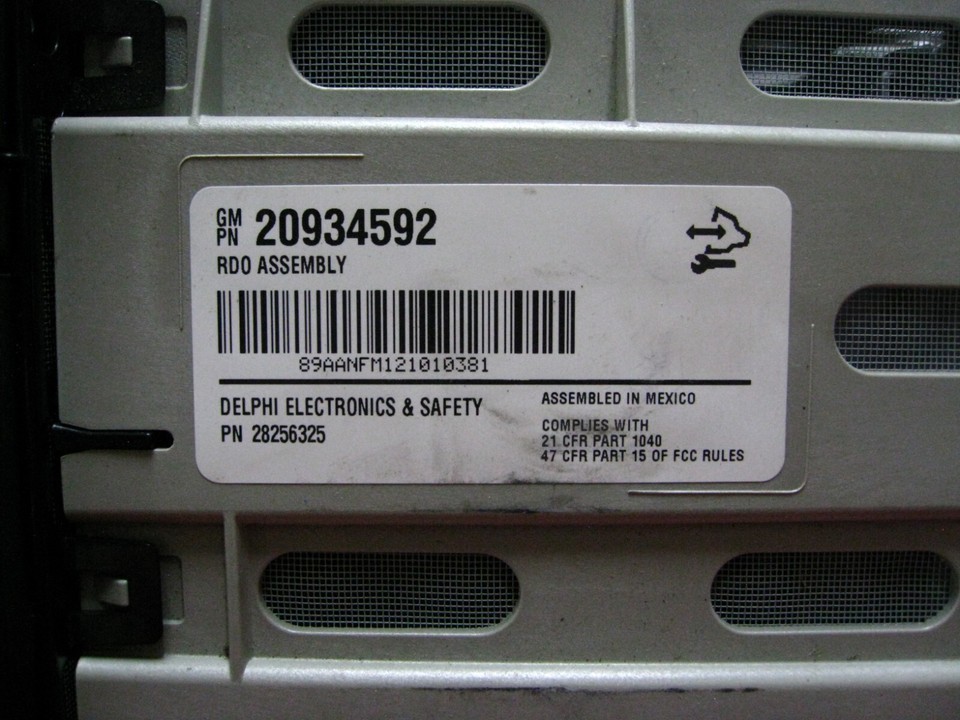 GM PN 20934592
RDO ASSEMBLY
89AANFM121010381
DELPHI ELECTRONICS & SAFETY
PN 28256325
ASSEMBLED IN MEXICO
COMPLIES WITH
21 CFR PART 1040
47 CFR PART 15 OF FCC RULES